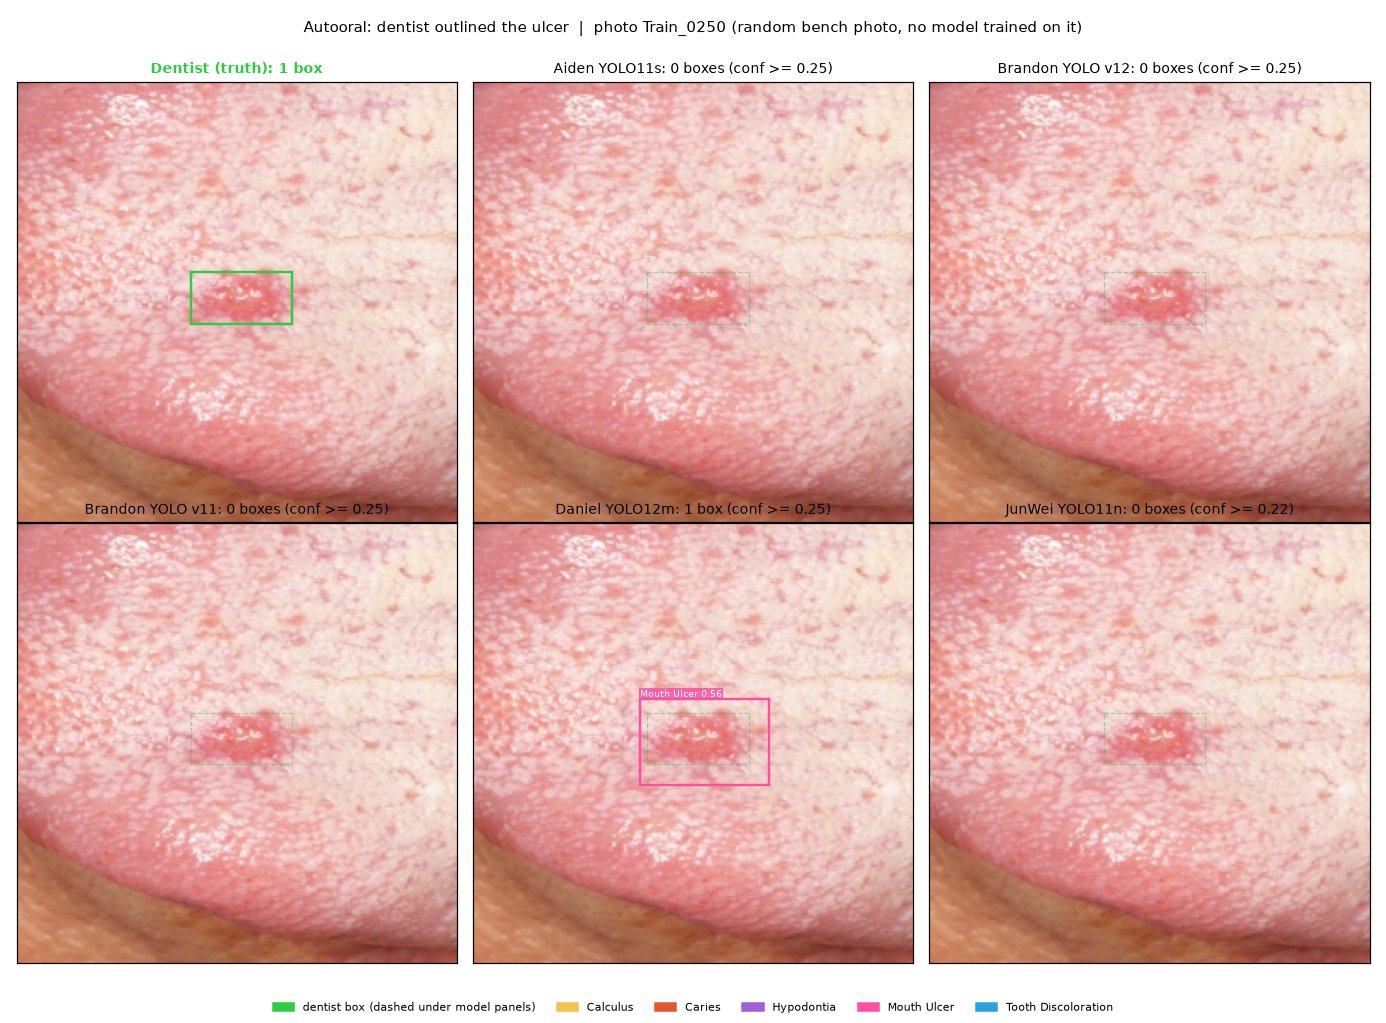 Autooral: dentist outlined the ulcer | photo Train_0250 (random bench photo, no model trained on it)
Dentist (truth): 1 box
Aiden YOLO11s: 0 boxes (conf >= 0.25)
Brandon YOLO v12: 0 boxes (conf >= 0.25)
Brandon YOLO v11: 0 boxes (conf >= 0.25)
Daniel YOLO12m: 1 box (conf >= 0.25)
JunWei YOLO11n: 0 boxes (conf >= 0.22)
Mouth Ulcer 0.56
dentist box (dashed under model panels)
Calculus
Caries
Hypodontia
Mouth Ulcer
Tooth Discoloration